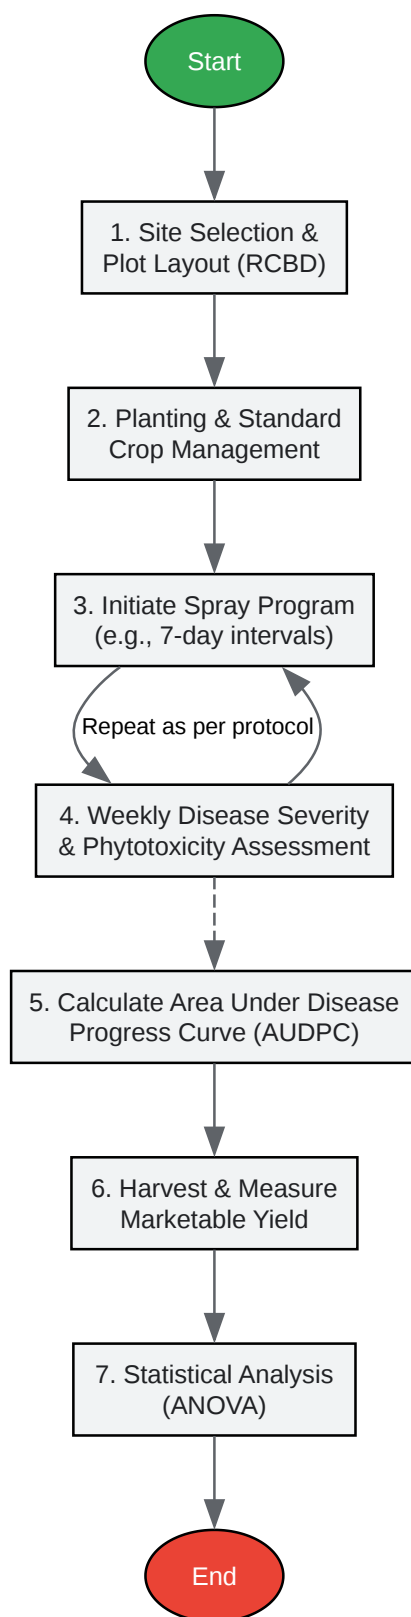 Start
1. Site Selection &
Plot Layout (RCBD)
2. Planting & Standard
Crop Management
3. Initiate Spray Program
(e.g., 7-day intervals)
Repeat as per protocol
4. Weekly Disease Severity
& Phytotoxicity Assessment
5. Calculate Area Under Disease
Progress Curve (AUDPC)
6. Harvest & Measure
Marketable Yield
7. Statistical Analysis
(ANOVA)
End